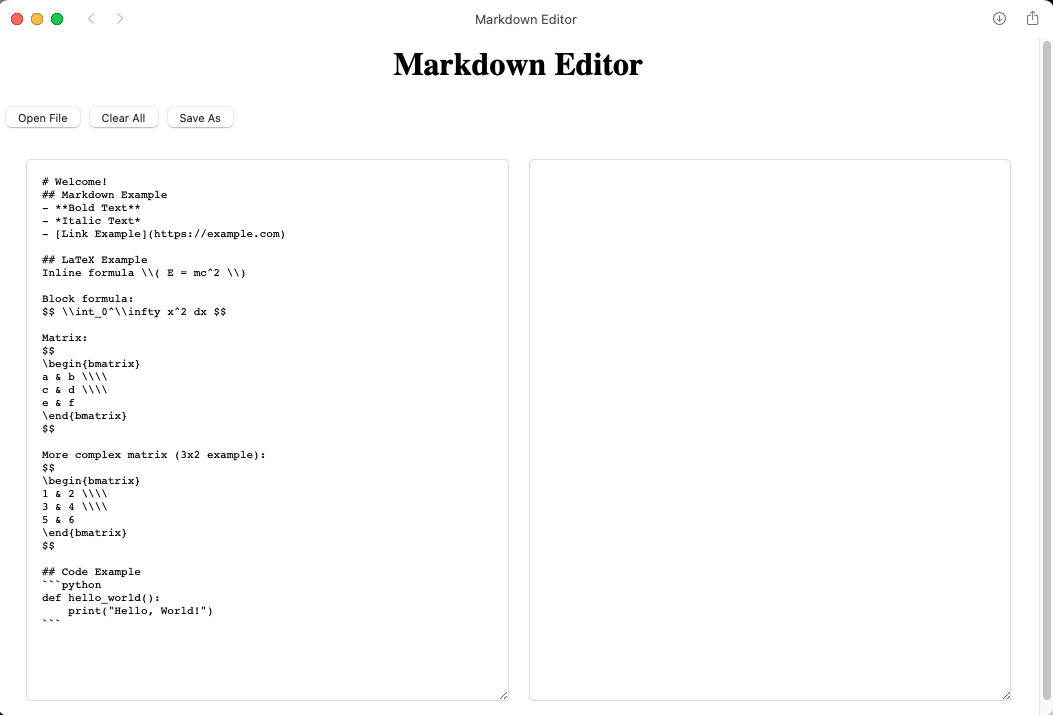 Markdown Editor
Markdown Editor
Open File
Clear All
Save As
# Welcome!
## Markdown Example
- **Bold Text**
- *Italic Text*
- [Link Example](https://example.com)
## LaTeX Example
Inline formula \\( E = mc^2 \\)
Block formula:
$$ \\int_0^\\infty x^2 dx $$
Matrix:
$$
\begin{bmatrix}
a & b \\\\
c & d \\\\
e & f
\end{bmatrix}
$$
More complex matrix (3x2 example):
$$
\begin{bmatrix}
1 & 2 \\\\
3 & 4 \\\\
5 & 6
\end{bmatrix}
$$
## Code Example
```python
def hello_world():
    print("Hello, World!")
```